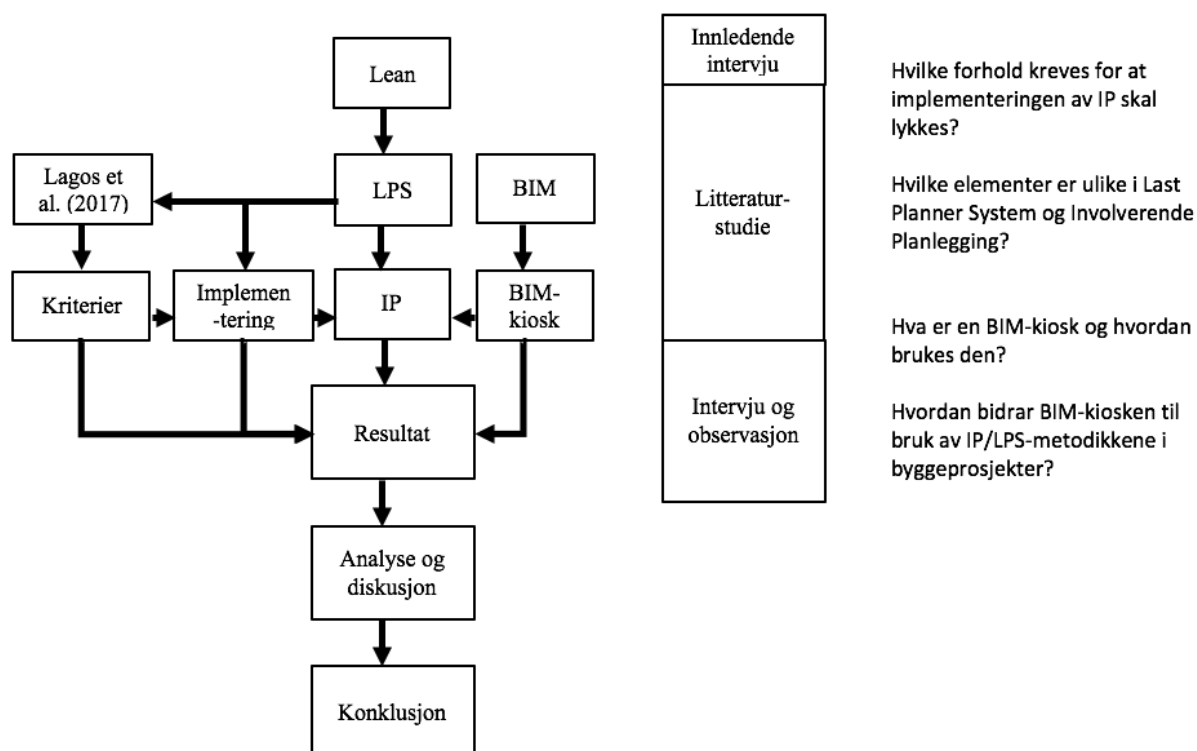 Lean
Lagos et
al. (2017)
LPS
BIM
Kriterier
Implemen
-tering
IP
BIM-
kiosk
Resultat
Analyse og
diskusjon
Konklusjon
Innledende
intervju
Litteratur-
studie
Intervju og
observasjon
Hvilke forhold kreves for at
implementeringen av IP skal
lykkes?
Hvilke elementer er ulike i Last
Planner System og Involverende
Planlegging?
Hva er en BIM-kiosk og hvordan
brukes den?
Hvordan bidrar BIM-kiosken til
bruk av IP/LPS-metodikkene i
byggeprosjekter?